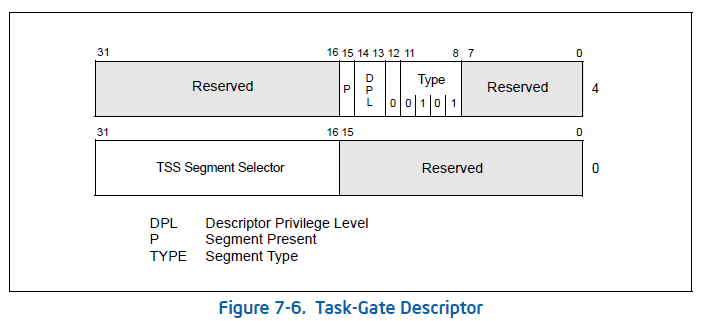 31 16 15 14 13 12 11 8 7 0
Reserved P DPL 0 Type 0 1 0 1 Reserved 4
31 16 15 0
TSS Segment Selector Reserved 0
DPL Descriptor Privilege Level
P Segment Present
TYPE Segment Type
Figure 7-6. Task-Gate Descriptor